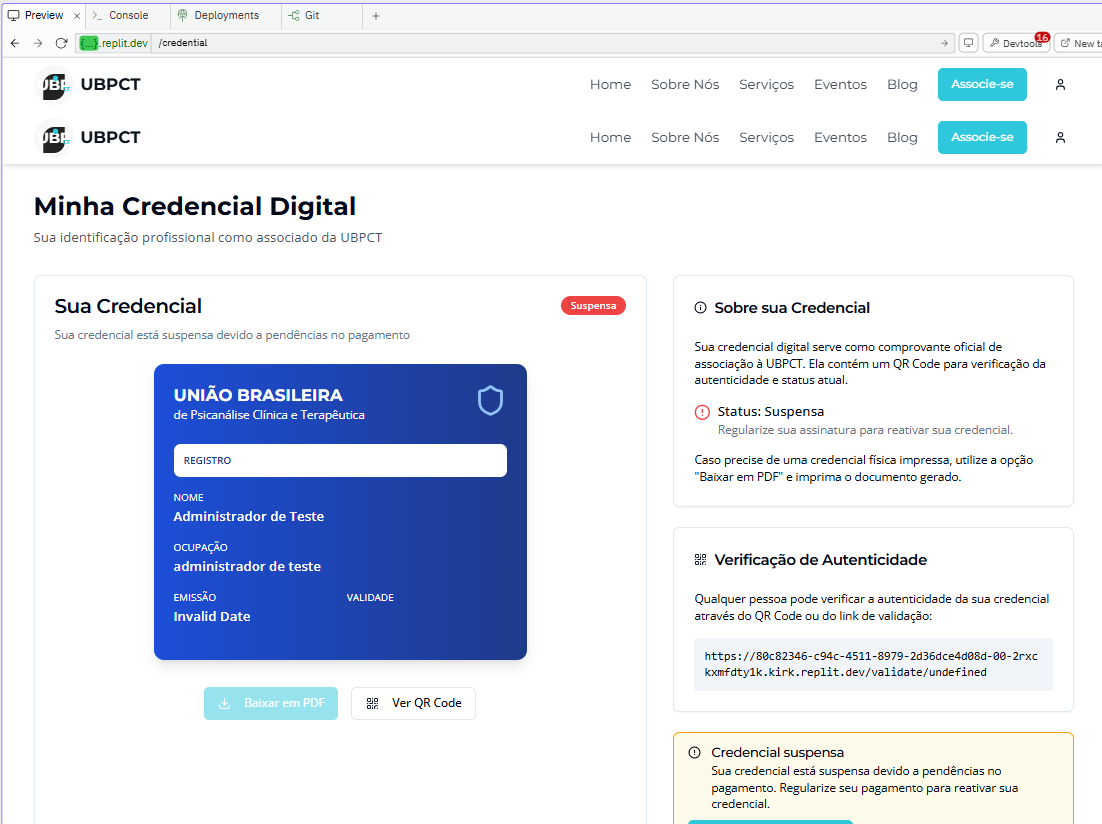 Preview
Console
Deployments
Git
{...}.replit.dev /credential
Devtools 16
New ta
UBPCT
Home Sobre Nós Serviços Eventos Blog Associe-se
UBPCT
Home Sobre Nós Serviços Eventos Blog Associe-se
Minha Credencial Digital
Sua identificação profissional como associado da UBPCT
Sua Credencial
Suspensa
Sua credencial está suspensa devido a pendências no pagamento
UNIÃO BRASILEIRA
de Psicanálise Clínica e Terapêutica
REGISTRO
NOME
Administrador de Teste
OCUPAÇÃO
administrador de teste
EMISSÃO VALIDADE
Invalid Date
Baixar em PDF
Ver QR Code
Sobre sua Credencial
Sua credencial digital serve como comprovante oficial de
associação à UBPCT. Ela contém um QR Code para verificação da
autenticidade e status atual.
Status: Suspensa
Regularize sua assinatura para reativar sua credencial.
Caso precise de uma credencial física impressa, utilize a opção
"Baixar em PDF" e imprima o documento gerado.
Verificação de Autenticidade
Qualquer pessoa pode verificar a autenticidade da sua credencial
através do QR Code ou do link de validação:
https://80c82346-c94c-4511-8979-2d36dce4d08d-00-2rxc
kxmfdty1k.kirk.replit.dev/validate/undefined
Credencial suspensa
Sua credencial está suspensa devido a pendências no
pagamento. Regularize seu pagamento para reativar sua
credencial.